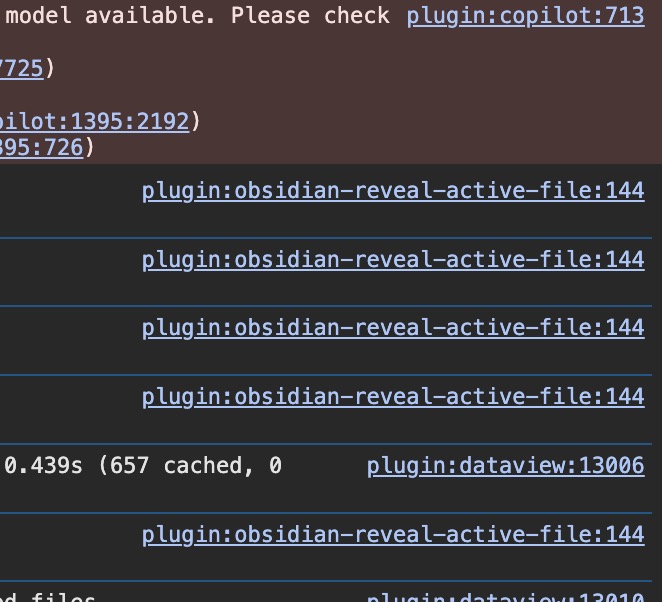 model available. Please check plugin:copilot:713
7725)
pilot:1395:2192)
395:726)
plugin:obsidian-reveal-active-file:144
plugin:obsidian-reveal-active-file:144
plugin:obsidian-reveal-active-file:144
plugin:obsidian-reveal-active-file:144
0.439s (657 cached, 0 plugin:dataview:13006
plugin:obsidian-reveal-active-file:144
ed files. plugin:dataview:13010